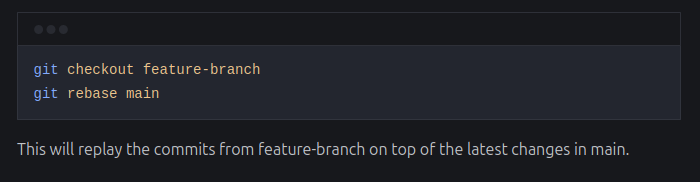 git checkout feature-branch
git rebase main
This will replay the commits from feature-branch on top of the latest changes in main.